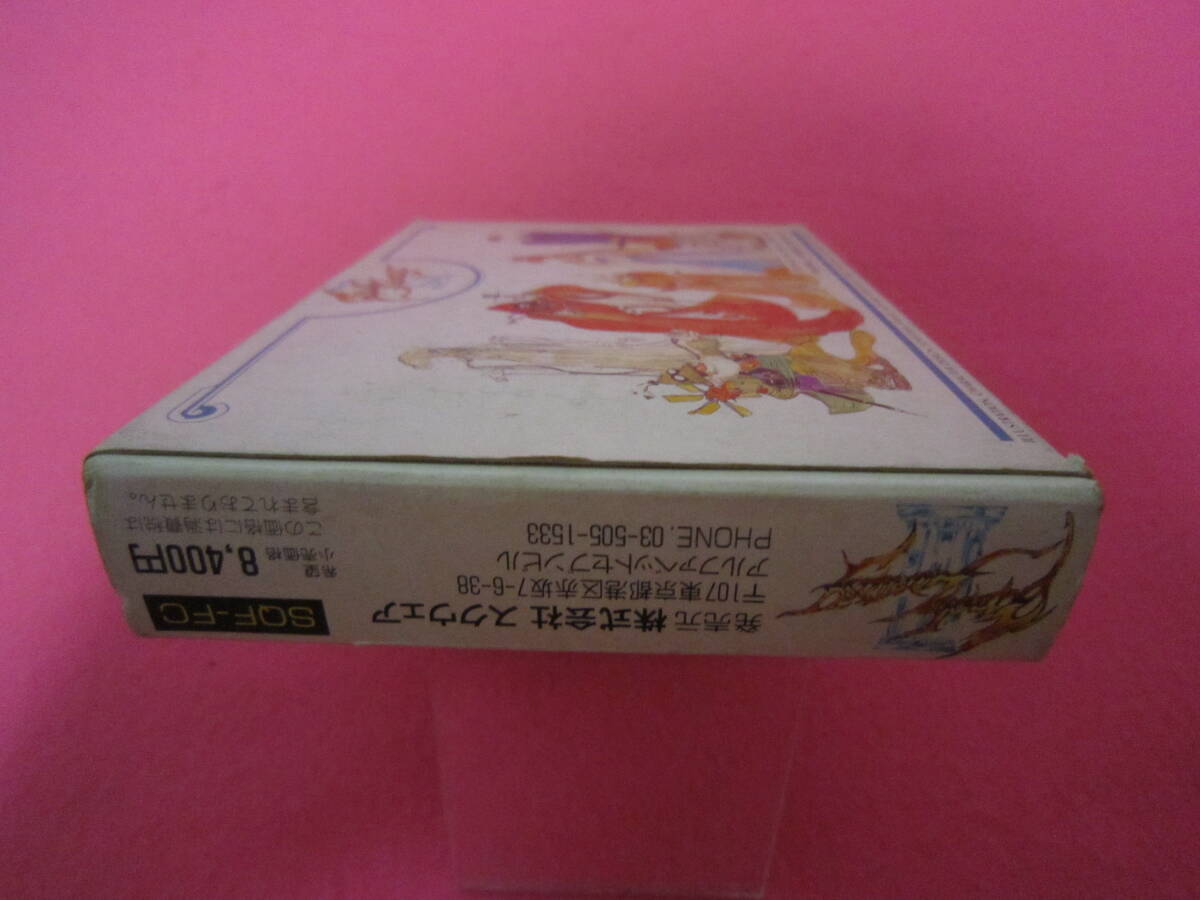 発売元 株式会社 スクウェア
〒107 東京都港区赤坂7-6-38
アルファベットセブンビル
PHONE. 03-505-1533
SQF-FC
希望小売価格 8,400円
この価格には消費税は
含まれておりません。